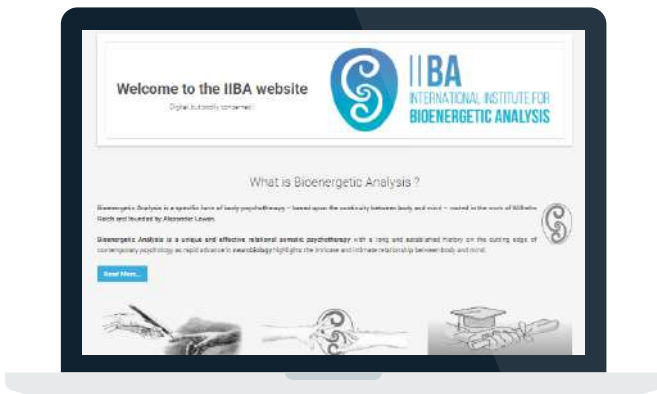 Welcome to the IIBA website
Digital but bodily concerned!
IIBA
INTERNATIONAL INSTITUTE FOR
BIOENERGETIC ANALYSIS
What is Bioenergetic Analysis ?
Bioenergetic Analysis is a specific form of body psychotherapy – based upon the continuity between body and mind – rooted in the work of Wilhelm
Reich and founded by Alexander Lowen.
Bioenergetic Analysis is a unique and effective relational somatic psychotherapy with a long and established history on the cutting edge of
contemporary psychology as rapid advance in neurobiology highlights the intricate and intimate relationship between body and mind.
Read More...